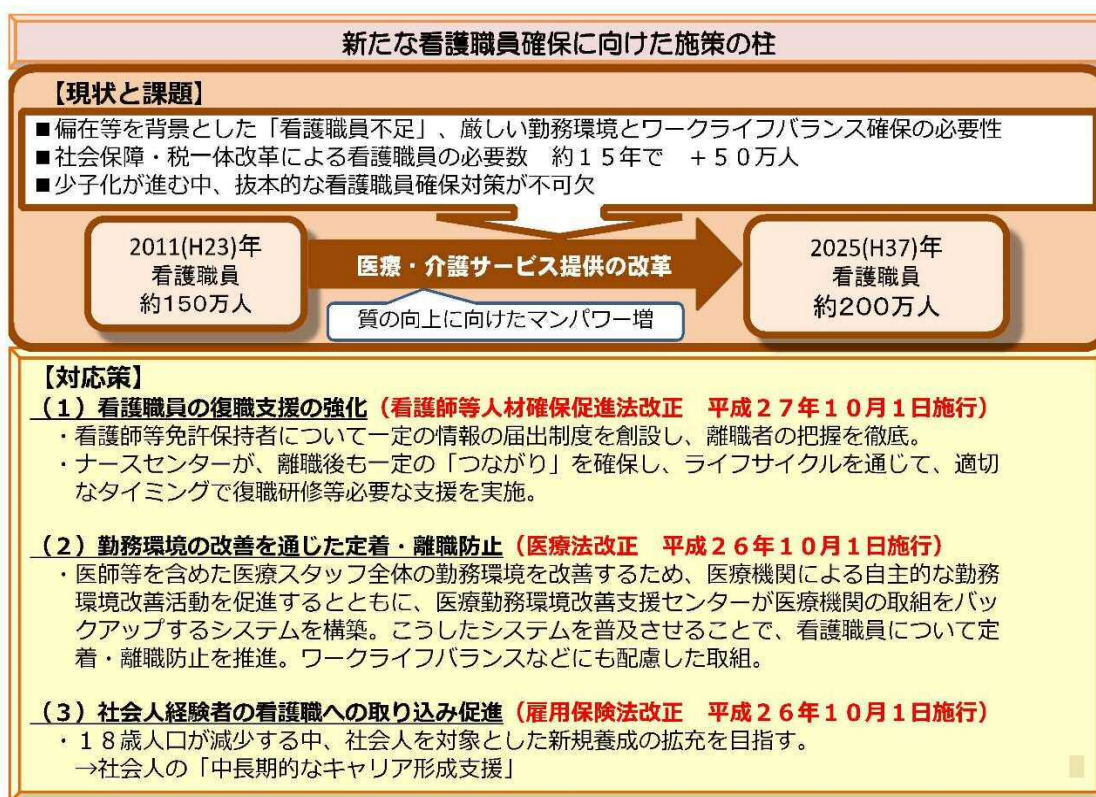 新たな看護職員確保に向けた施策の柱
【現状と課題】
■偏在等を背景とした「看護職員不足」、厳しい勤務環境とワークライフバランス確保の必要性
■社会保障・税一体改革による看護職員の必要数　約１５年で　＋５０万人
■少子化が進む中、抜本的な看護職員確保対策が不可欠
2011(H23)年
看護職員
約150万人
医療・介護サービス提供の改革
質の向上に向けたマンパワー増
2025(H37)年
看護職員
約200万人
【対応策】
（１）看護職員の復職支援の強化（看護師等人材確保促進法改正　平成２７年１０月１日施行）
・看護師等免許保持者について一定の情報の届出制度を創設し、離職者の把握を徹底。
・ナースセンターが、離職後も一定の「つながり」を確保し、ライフサイクルを通じて、適切
なタイミングで復職研修等必要な支援を実施。
（２）勤務環境の改善を通じた定着・離職防止（医療法改正　平成２６年１０月１日施行）
・医師等を含めた医療スタッフ全体の勤務環境を改善するため、医療機関による自主的な勤務
環境改善活動を促進するとともに、医療勤務環境改善支援センターが医療機関の取組をバッ
クアップするシステムを構築。こうしたシステムを普及させることで、看護職員について定
着・離職防止を推進。ワークライフバランスなどにも配慮した取組。
（３）社会人経験者の看護職への取り込み促進（雇用保険法改正　平成２６年１０月１日施行）
・１８歳人口が減少する中、社会人を対象とした新規養成の拡充を目指す。
→社会人の「中長期的なキャリア形成支援」